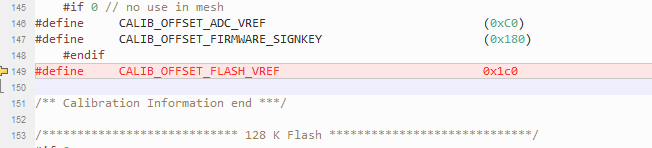 145 #if 0 // no use in mesh
146 #define CALIB_OFFSET_ADC_VREF (0xC0)
147 #define CALIB_OFFSET_FIRMWARE_SIGNKEY (0x180)
148 #endif
149 #define CALIB_OFFSET_FLASH_VREF 0x1c0
150
151 /** Calibration Information end ***/
152
153 /**************************** 128 K Flash *****************************/